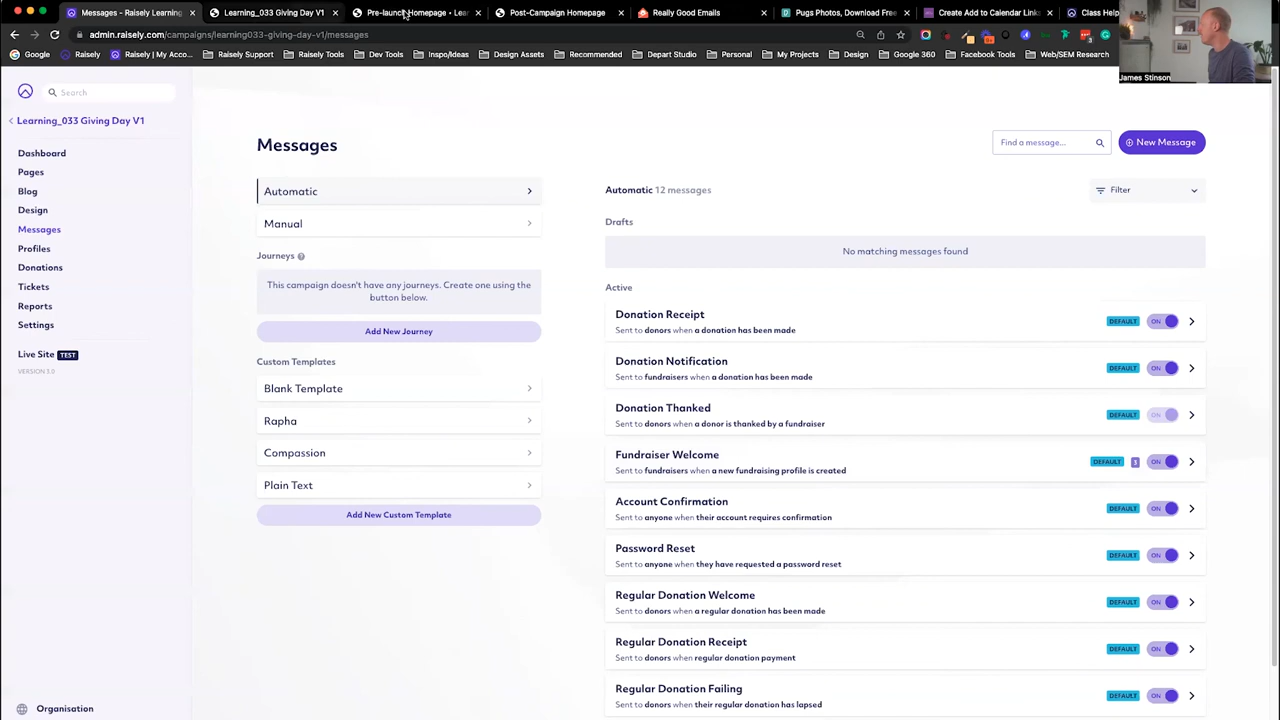 Messages - Raisely Learning
Learning_033 Giving Day V1
Pre-launch Homepage • Lear
Post-Campaign Homepage
Really Good Emails
Pugs Photos, Download Free
Create Add to Calendar Links
Class Help
admin.raisely.com/campaigns/learning033-giving-day-v1/messages
Google
Raisely
Raisely | My Acco...
Raisely Support
Dev Tools
Inspo/Ideas
Design Assets
Recommended
Depart Studio
Personal
My Projects
Design
Google 360
Facebook Tools
Web/SEM Research
James Stinson
Search
Learning_033 Giving Day V1
Dashboard
Pages
Blog
Design
Messages
Profiles
Donations
Tickets
Reports
Settings
Live Site TEST
VERSION 3.0
Organisation
Messages
Find a message...
New Message
Automatic
Manual
Journeys
This campaign doesn't have any journeys. Create one using the
button below.
Add New Journey
Custom Templates
Blank Template
Rapha
Compassion
Plain Text
Add New Custom Template
Automatic 12 messages
Filter
Drafts
No matching messages found
Active
Donation Receipt
Sent to donors when a donation has been made
DEFAULT ON
Donation Notification
Sent to fundraisers when a donation has been made
DEFAULT ON
Donation Thanked
Sent to donors when a donor is thanked by a fundraiser
DEFAULT ON
Fundraiser Welcome
Sent to fundraisers when a new fundraising profile is created
DEFAULT 3 ON
Account Confirmation
Sent to anyone when their account requires confirmation
DEFAULT ON
Password Reset
Sent to anyone when they have requested a password reset
DEFAULT ON
Regular Donation Welcome
Sent to donors when a regular donation has been made
DEFAULT ON
Regular Donation Receipt
Sent to donors when regular donation payment
DEFAULT ON
Regular Donation Failing
Sent to donors when their regular donation has lapsed
DEFAULT ON